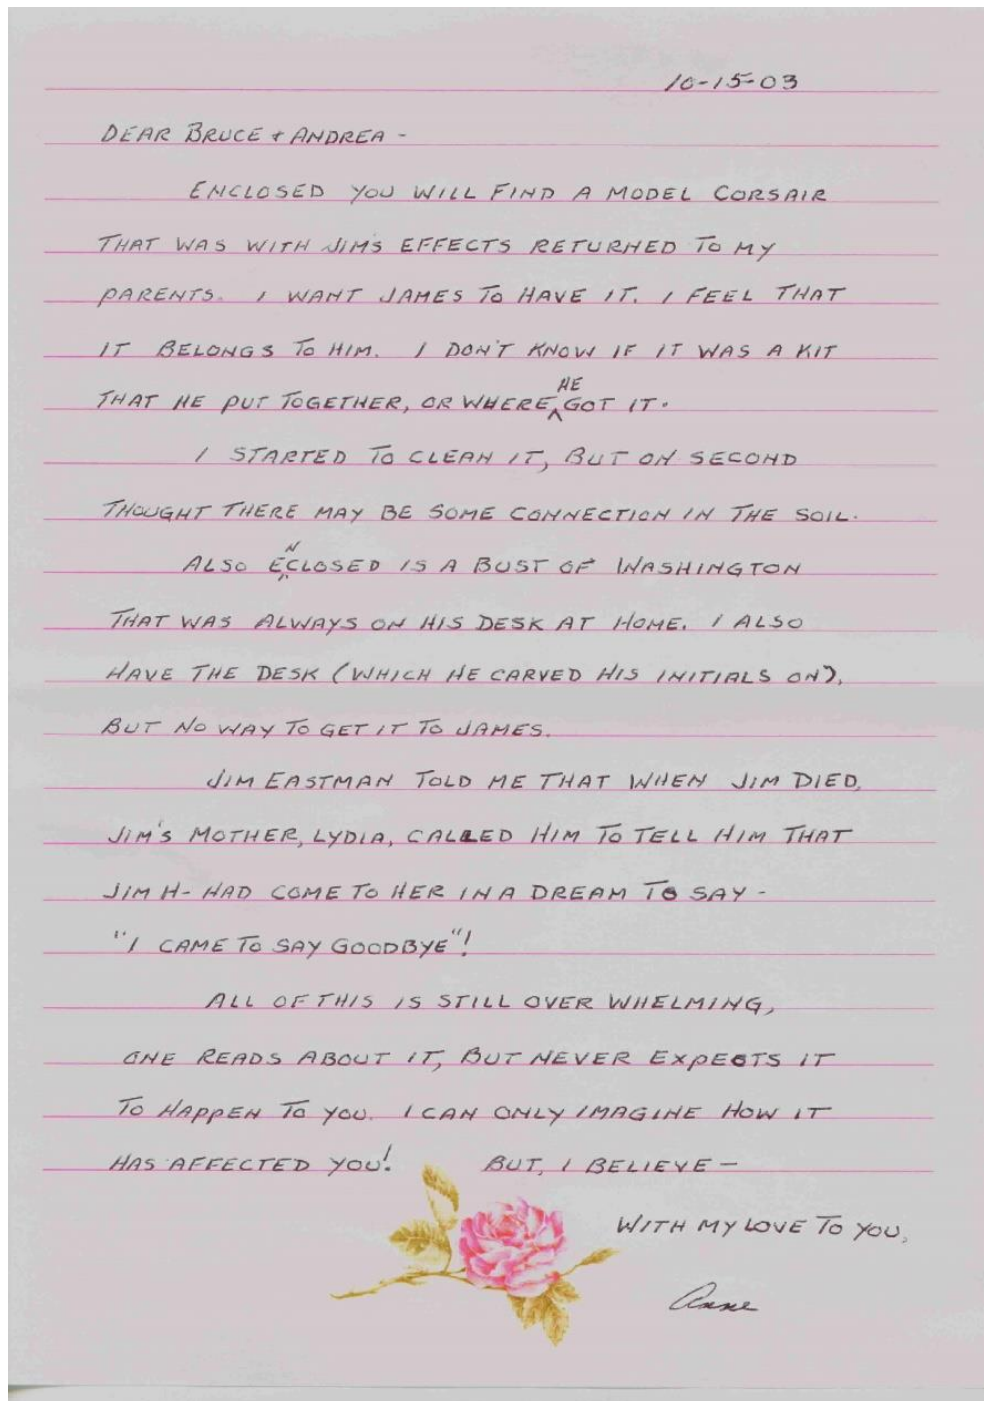 10-15-03
DEAR BRUCE + ANDREA -
ENCLOSED YOU WILL FIND A MODEL CORSAIR
THAT WAS WITH JIM'S EFFECTS RETURNED TO MY
PARENTS. I WANT JAMES TO HAVE IT. I FEEL THAT
IT BELONGS TO HIM. I DON'T KNOW IF IT WAS A KIT
THAT HE PUT TOGETHER, OR WHERE HE GOT IT.
I STARTED TO CLEAN IT, BUT ON SECOND
THOUGHT THERE MAY BE SOME CONNECTION IN THE SOIL.
ALSO ENCLOSED IS A BUST OF WASHINGTON
THAT WAS ALWAYS ON HIS DESK AT HOME. I ALSO
HAVE THE DESK (WHICH HE CARVED HIS INITIALS ON),
BUT NO WAY TO GET IT TO JAMES.
JIM EASTMAN TOLD ME THAT WHEN JIM DIED,
JIM'S MOTHER, LYDIA, CALLED HIM TO TELL HIM THAT
JIM H- HAD COME TO HER IN A DREAM TO SAY -
"I CAME TO SAY GOODBYE"!
ALL OF THIS IS STILL OVER WHELMING,
ONE READS ABOUT IT, BUT NEVER EXPECTS IT
TO HAPPEN TO YOU. I CAN ONLY IMAGINE HOW IT
HAS AFFECTED YOU! BUT, I BELIEVE -
WITH MY LOVE TO YOU,
Anne